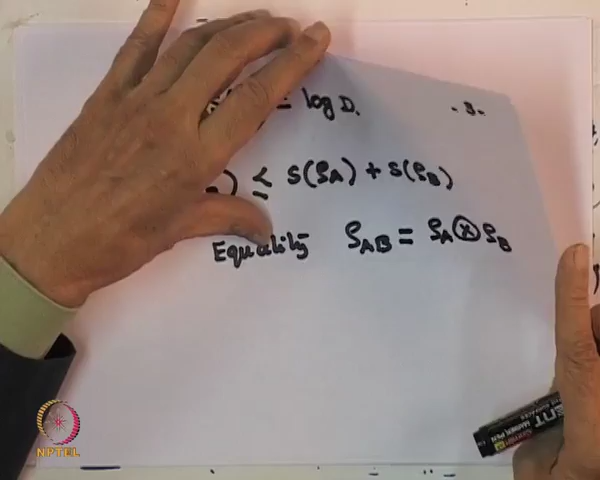 = log D.
-3-
) ≤ S(ρA) + S(ρB)
Equality ρAB = ρA ⊗ ρB
NPTEL